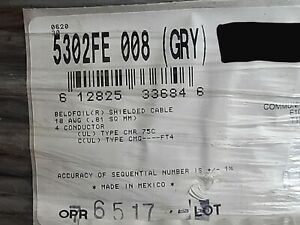 0620
5302FE 008 (GRY)
6 12825 33684 6
BELDFOIL(R) SHIELDED CABLE
18 AWG (.81 SQ MM)
4 CONDUCTOR
(UL) TYPE CMR 75C
C(UL) TYPE CMG----FT4
ACCURACY OF SEQUENTIAL NUMBER IS +/- 1%
* MADE IN MEXICO *
OPR 76517 LOT